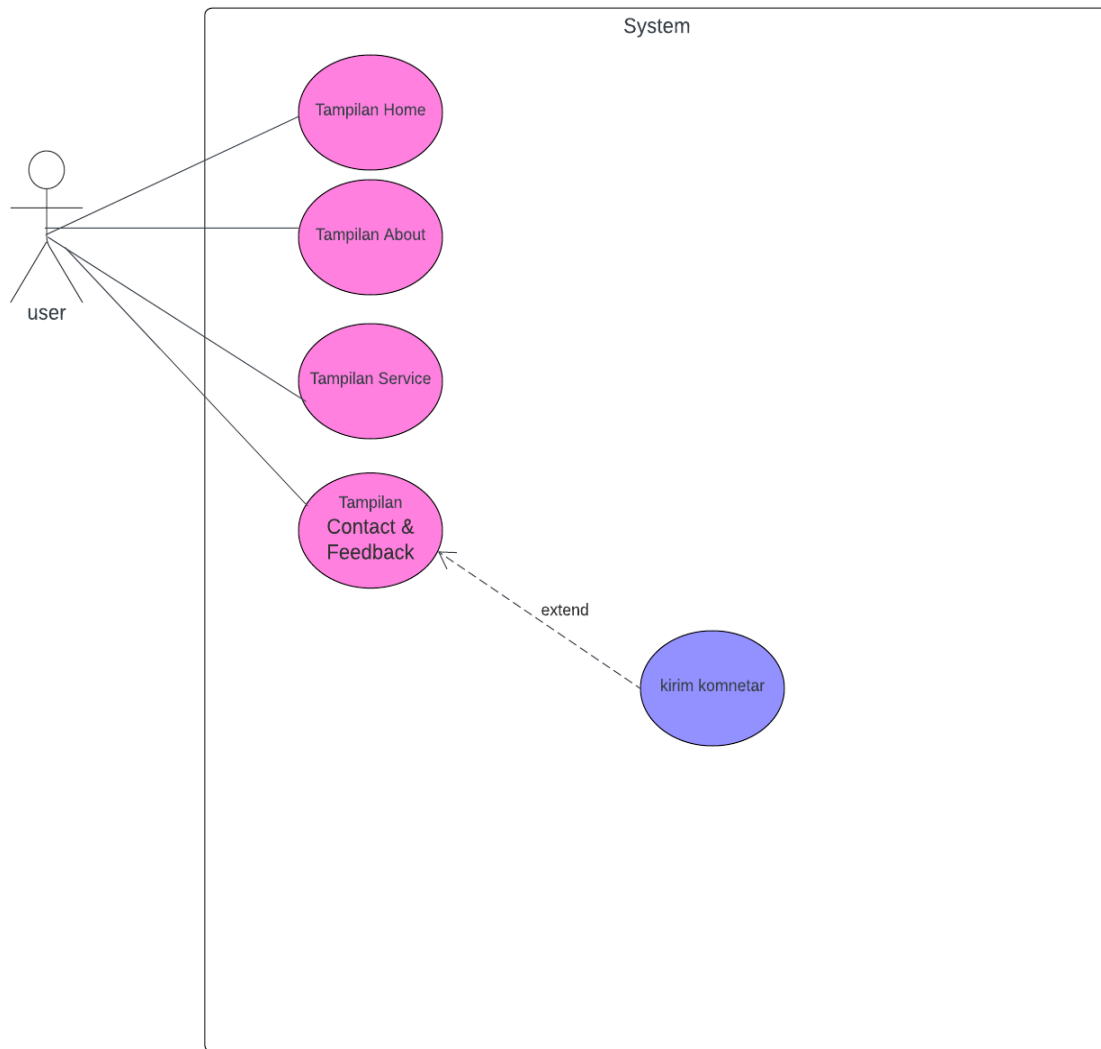 System
Tampilan Home
Tampilan About
user
Tampilan Service
Tampilan
Contact &
Feedback
extend
kirim komnetar